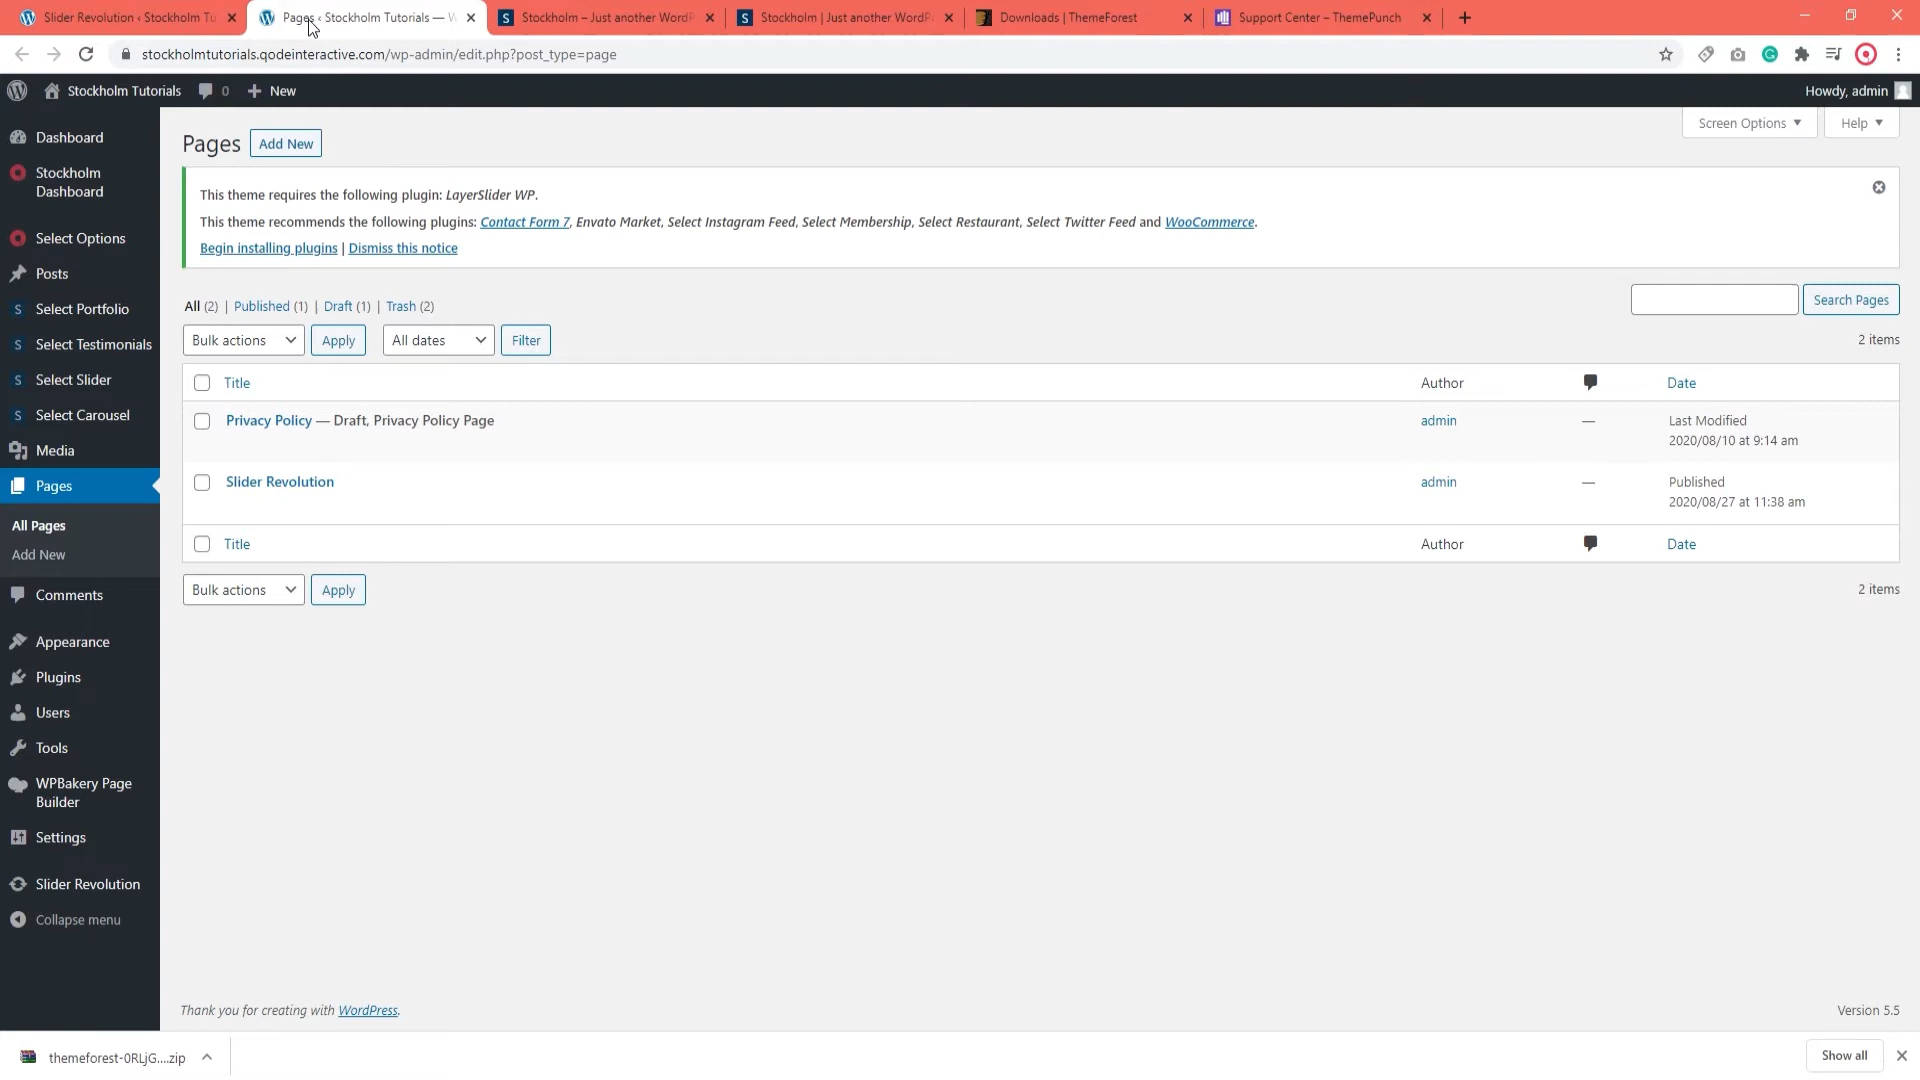 Slider Revolution ‹ Stockholm Tu
Pages ‹ Stockholm Tutorials — W
Stockholm – Just another WordP
Stockholm | Just another WordP
Downloads | ThemeForest
Support Center – ThemePunch
stockholmtutorials.qodeinteractive.com/wp-admin/edit.php?post_type=page
Stockholm Tutorials
0
New
Howdy, admin
Dashboard
Stockholm
Dashboard
Select Options
Posts
Select Portfolio
Select Testimonials
Select Slider
Select Carousel
Media
Pages
All Pages
Add New
Comments
Appearance
Plugins
Users
Tools
WPBakery Page
Builder
Settings
Slider Revolution
Collapse menu
Screen Options
Help
Pages
Add New
This theme requires the following plugin: LayerSlider WP.
This theme recommends the following plugins: Contact Form 7, Envato Market, Select Instagram Feed, Select Membership, Select Restaurant, Select Twitter Feed and WooCommerce.
Begin installing plugins | Dismiss this notice
All (2) | Published (1) | Draft (1) | Trash (2)
Search Pages
Bulk actions
Apply
All dates
Filter
2 items
Title
Author
Date
Privacy Policy — Draft, Privacy Policy Page
admin
—
Last Modified
2020/08/10 at 9:14 am
Slider Revolution
admin
—
Published
2020/08/27 at 11:38 am
Title
Author
Date
Bulk actions
Apply
2 items
Thank you for creating with WordPress.
Version 5.5
themeforest-0RLjG....zip
Show all